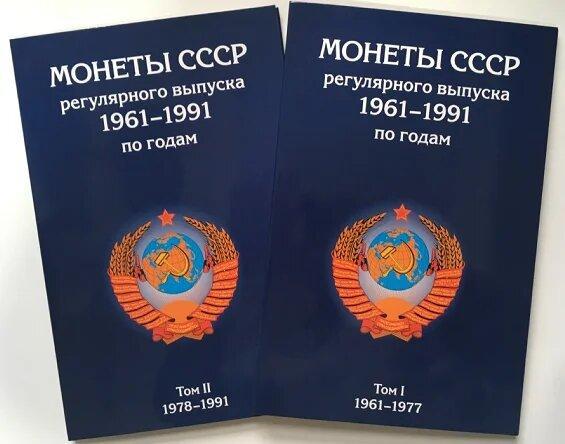 МОНЕТЫ СССР
регулярного выпуска
1961–1991
по годам
Том II
1978–1991
МОНЕТЫ СССР
регулярного выпуска
1961–1991
по годам
Том I
1961–1977